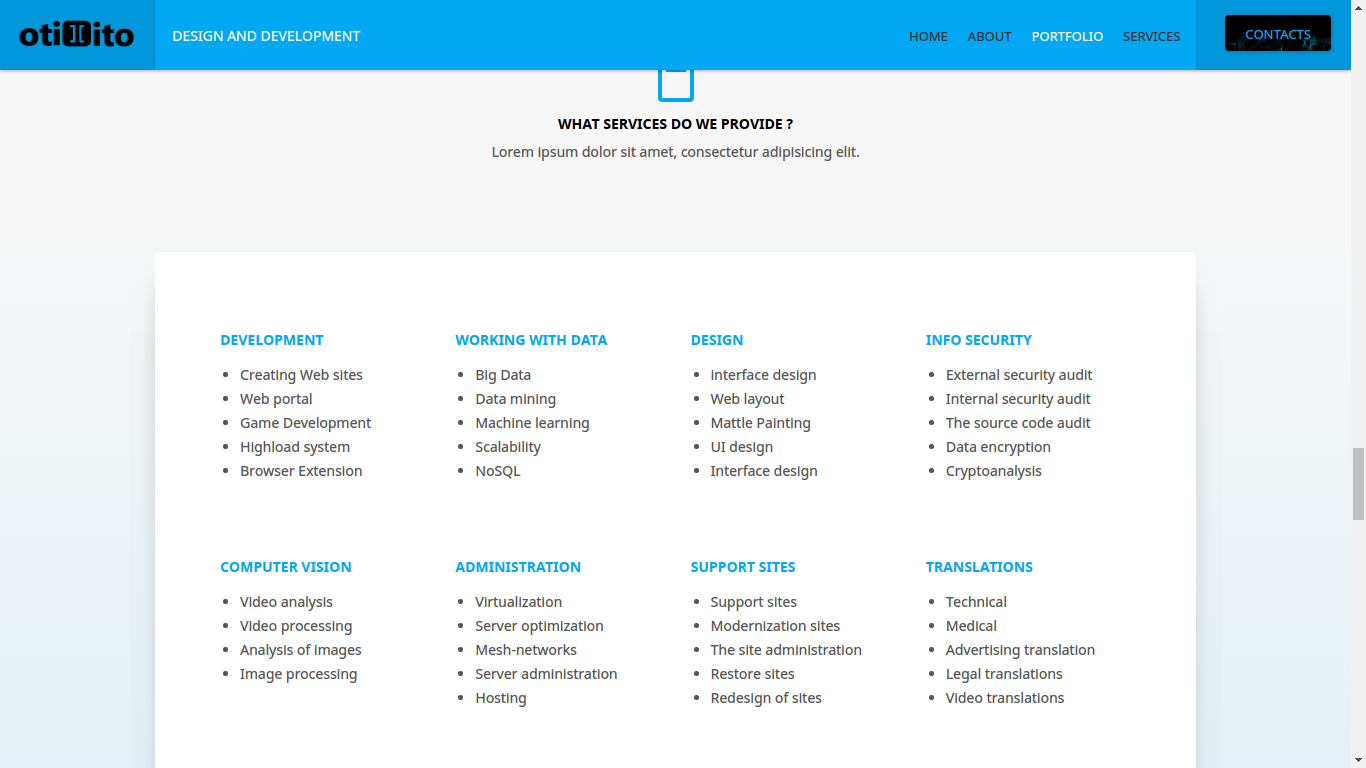 DESIGN AND DEVELOPMENT
HOME
ABOUT
PORTFOLIO
SERVICES
CONTACTS
WHAT SERVICES DO WE PROVIDE ?
Lorem ipsum dolor sit amet, consectetur adipisicing elit.
DEVELOPMENT
Creating Web sites
Web portal
Game Development
Highload system
Browser Extension
WORKING WITH DATA
Big Data
Data mining
Machine learning
Scalability
NoSQL
DESIGN
interface design
Web layout
Mattle Painting
UI design
Interface design
INFO SECURITY
External security audit
Internal security audit
The source code audit
Data encryption
Cryptoanalysis
COMPUTER VISION
Video analysis
Video processing
Analysis of images
Image processing
ADMINISTRATION
Virtualization
Server optimization
Mesh-networks
Server administration
Hosting
SUPPORT SITES
Support sites
Modernization sites
The site administration
Restore sites
Redesign of sites
TRANSLATIONS
Technical
Medical
Advertising translation
Legal translations
Video translations